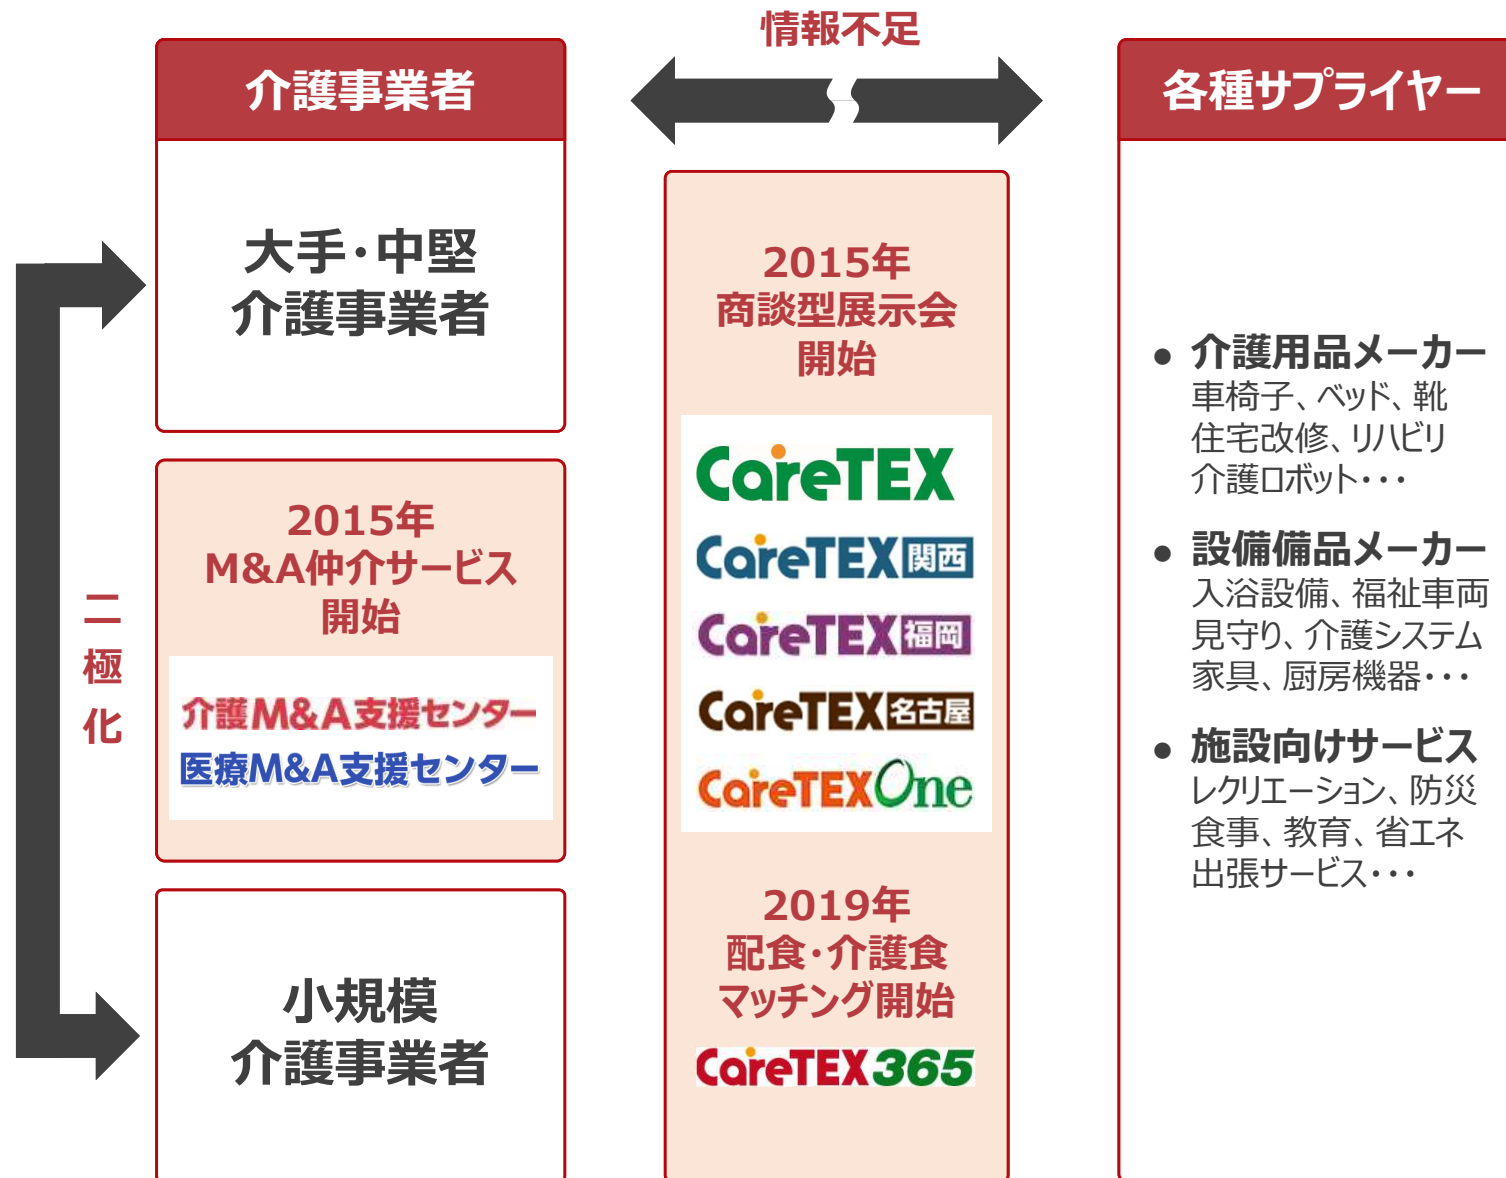 情報不足
介護事業者
大手・中堅
介護事業者
二極化
2015年
M&A仲介サービス
開始
介護M&A支援センター
医療M&A支援センター
小規模
介護事業者
2015年
商談型展示会
開始
CareTEX
CareTEX関西
CareTEX福岡
CareTEX名古屋
CareTEXOne
2019年
配食・介護食
マッチング開始
CareTEX365
各種サプライヤー
● 介護用品メーカー
車椅子、ベッド、靴
住宅改修、リハビリ
介護ロボット・・・
● 設備備品メーカー
入浴設備、福祉車両
見守り、介護システム
家具、厨房機器・・・
● 施設向けサービス
レクリエーション、防災
食事、教育、省エネ
出張サービス・・・